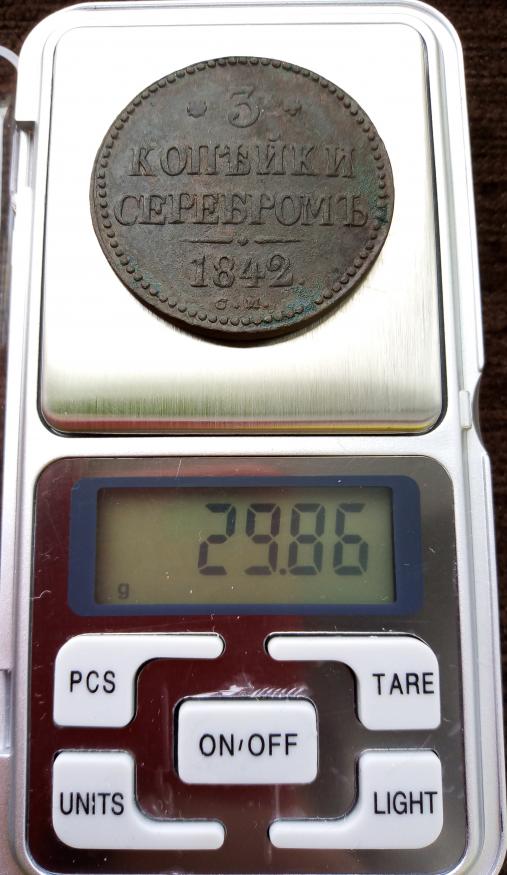 3
КОПѢЙКИ
СЕРЕБРОМЪ
1842.
С.М.
29.86
g
PCS
TARE
ON/OFF
UNITS
LIGHT